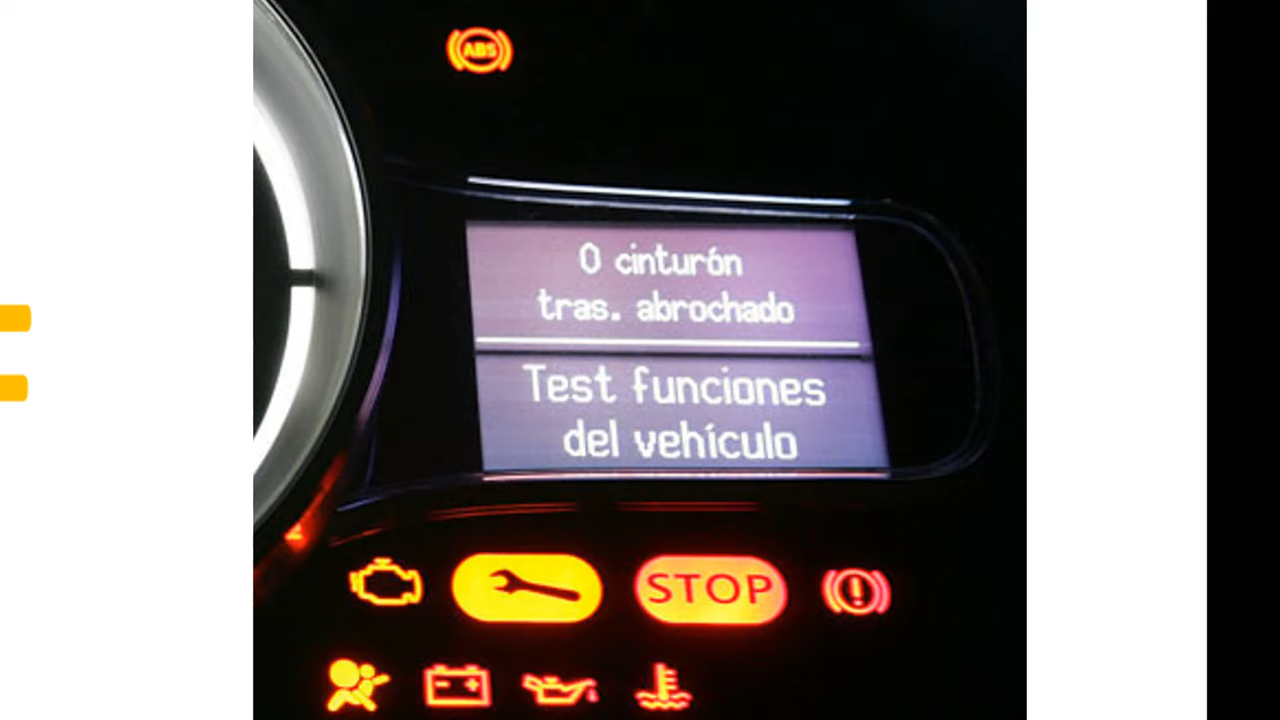 ABS
0 cinturón
tras. abrochado
Test funciones
del vehículo
STOP